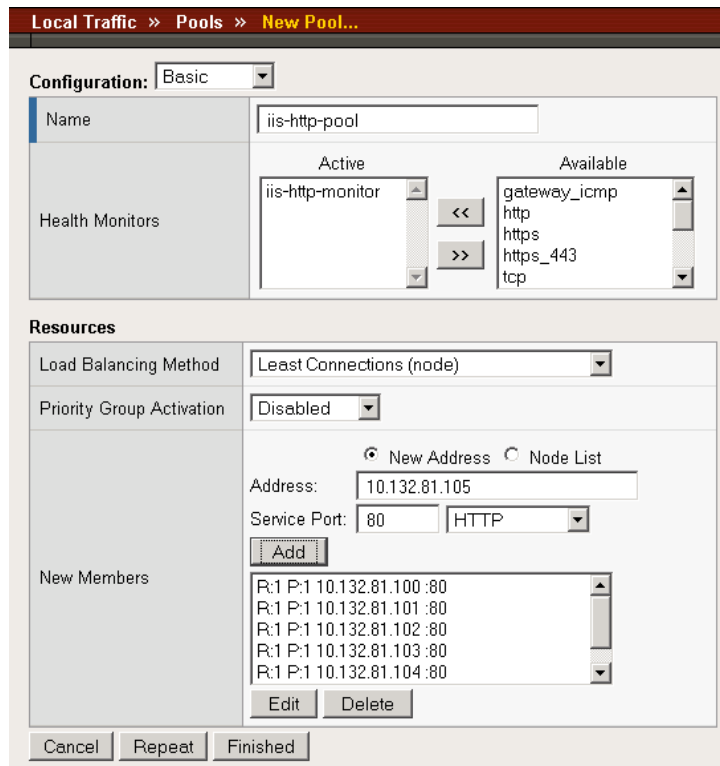 Local Traffic » Pools » New Pool...
Configuration: Basic
Name iis-http-pool
Health Monitors
Active
iis-http-monitor
<<
>>
Available
gateway_icmp
http
https
https_443
tcp
Resources
Load Balancing Method Least Connections (node)
Priority Group Activation Disabled
New Members
New Address Node List
Address: 10.132.81.105
Service Port: 80 HTTP
Add
R:1 P:1 10.132.81.100 :80
R:1 P:1 10.132.81.101 :80
R:1 P:1 10.132.81.102 :80
R:1 P:1 10.132.81.103 :80
R:1 P:1 10.132.81.104 :80
Edit Delete
Cancel Repeat Finished